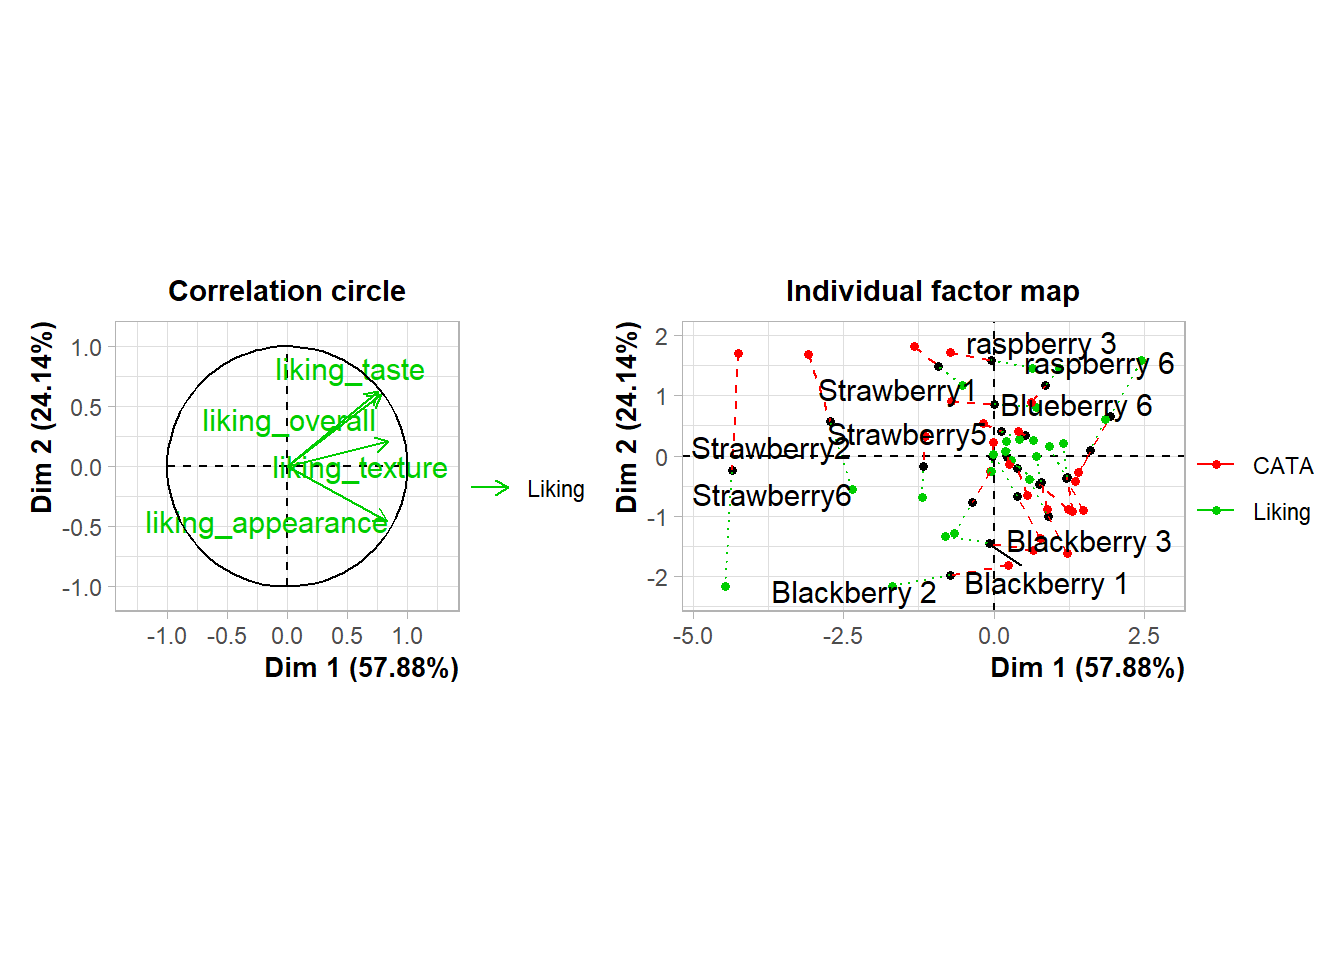 Correlation circle
Dim 2 (24.14%)
1.0
0.5
0.0
-0.5
-1.0
liking_taste
liking_overall
liking_texture
liking_appearance
-1.0 -0.5 0.0 0.5 1.0
Dim 1 (57.88%)
Liking
Individual factor map
Dim 2 (24.14%)
2
1
0
-1
-2
raspberry 3
raspberry 6
Strawberry1
Blueberry 6
Strawberry5
Strawberry2
Strawberry6
Blackberry 3
Blackberry 1
Blackberry 2
-5.0 -2.5 0.0 2.5
Dim 1 (57.88%)
CATA
Liking